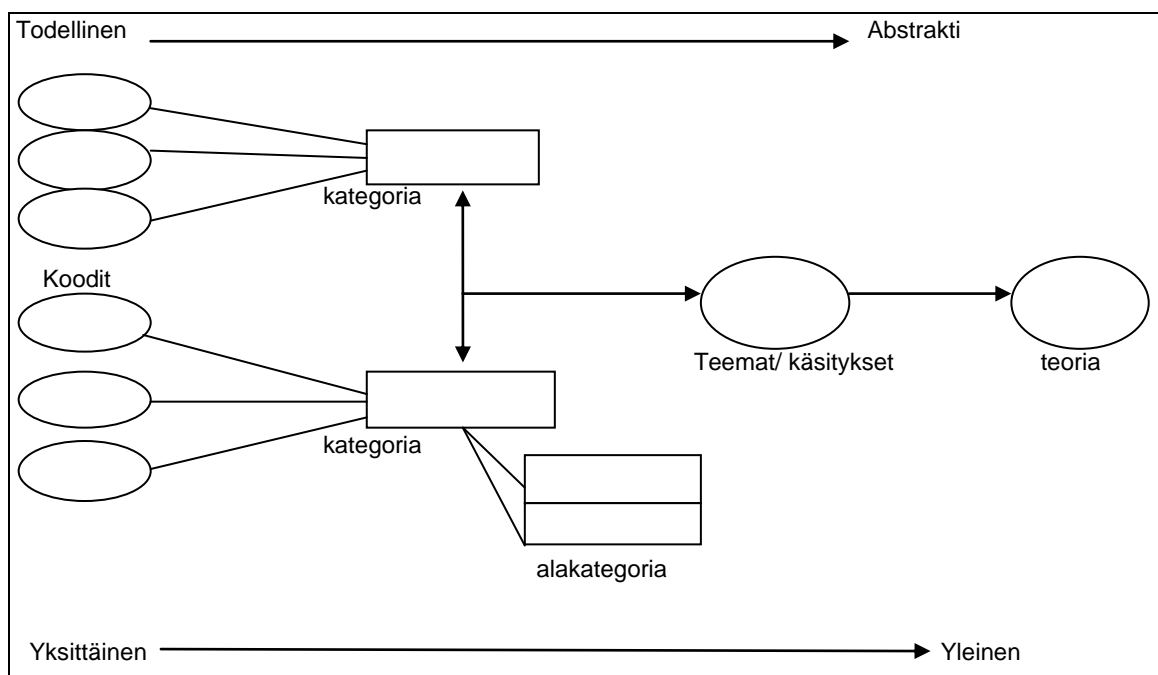 Todellinen
Abstrakti
kategoria
Koodit
Teemat/ käsitykset
teoria
kategoria
alakategoria
Yksittäinen
Yleinen